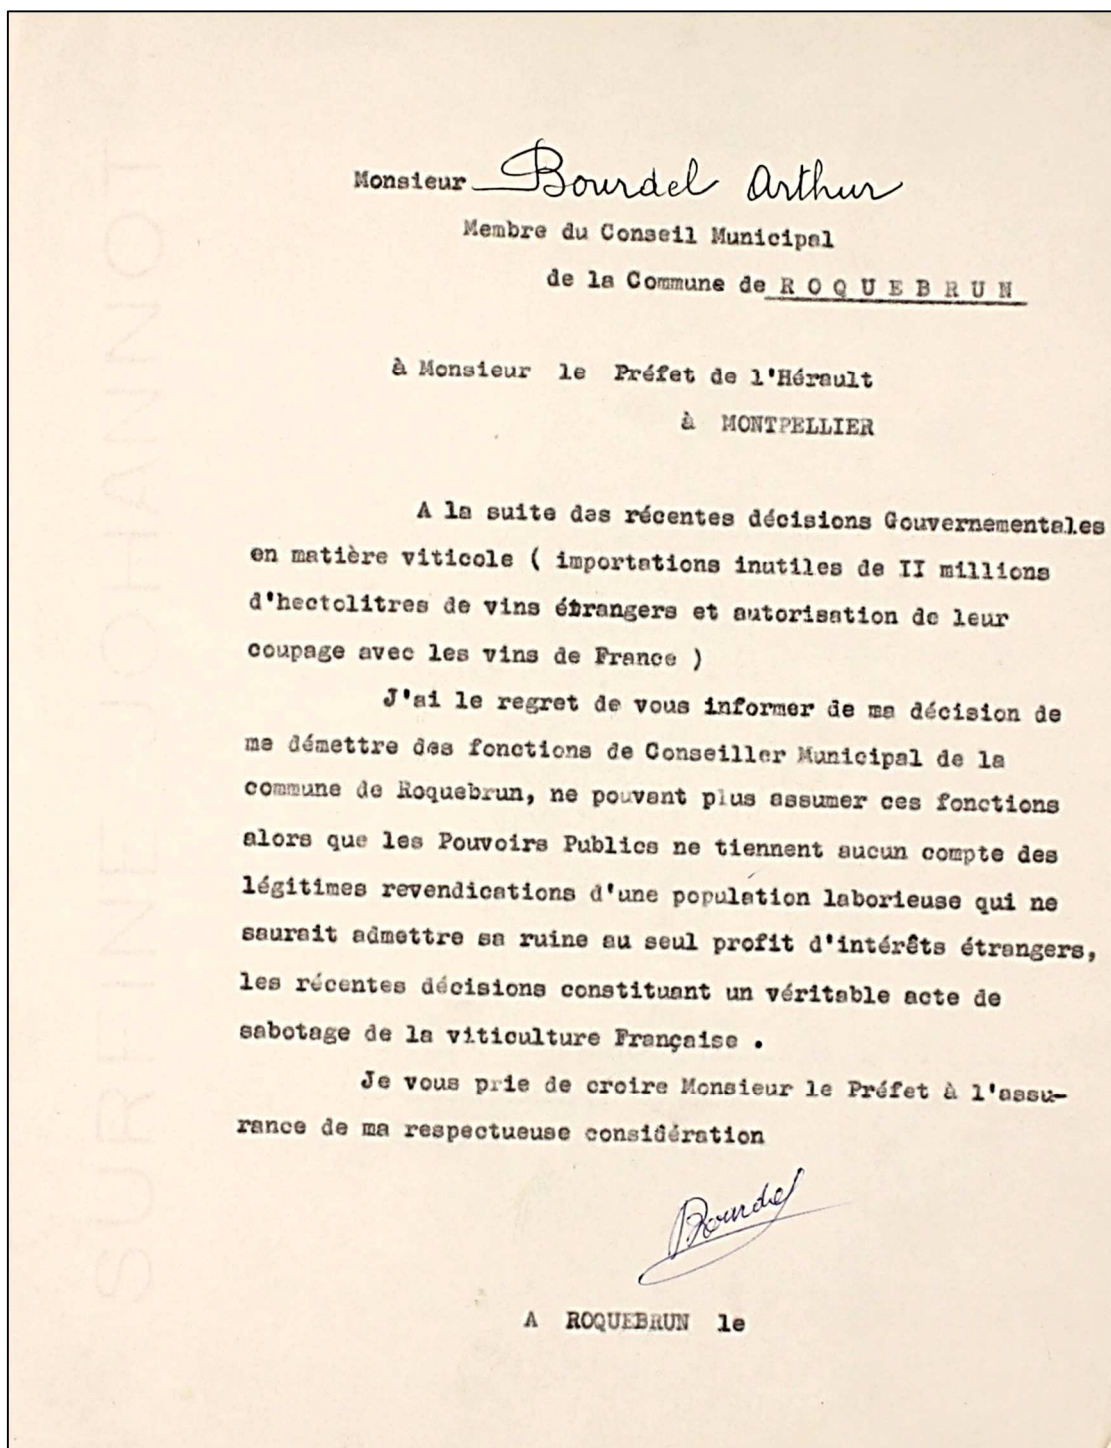 Monsieur Bourdel Arthur
Membre du Conseil Municipal
de la Commune de R O Q U E B R U N
à Monsieur le Préfet de l'Hérault
à MONTPELLIER
A la suite des récentes décisions Gouvernementales
en matière viticole ( importations inutiles de II millions
d'hectolitres de vins étrangers et autorisation de leur
coupage avec les vins de France )
J'ai le regret de vous informer de ma décision de
me démettre des fonctions de Conseiller Municipal de la
commune de Roquebrun, ne pouvant plus assumer ces fonctions
alors que les Pouvoirs Publics ne tiennent aucun compte des
légitimes revendications d'une population laborieuse qui ne
saurait admettre sa ruine au seul profit d'intérêts étrangers,
les récentes décisions constituant un véritable acte de
sabotage de la viticulture Française .
Je vous prie de croire Monsieur le Préfet à l'assu-
rance de ma respectueuse considération
Bourdel
A ROQUEBRUN le
SURFINE JOHANNOT